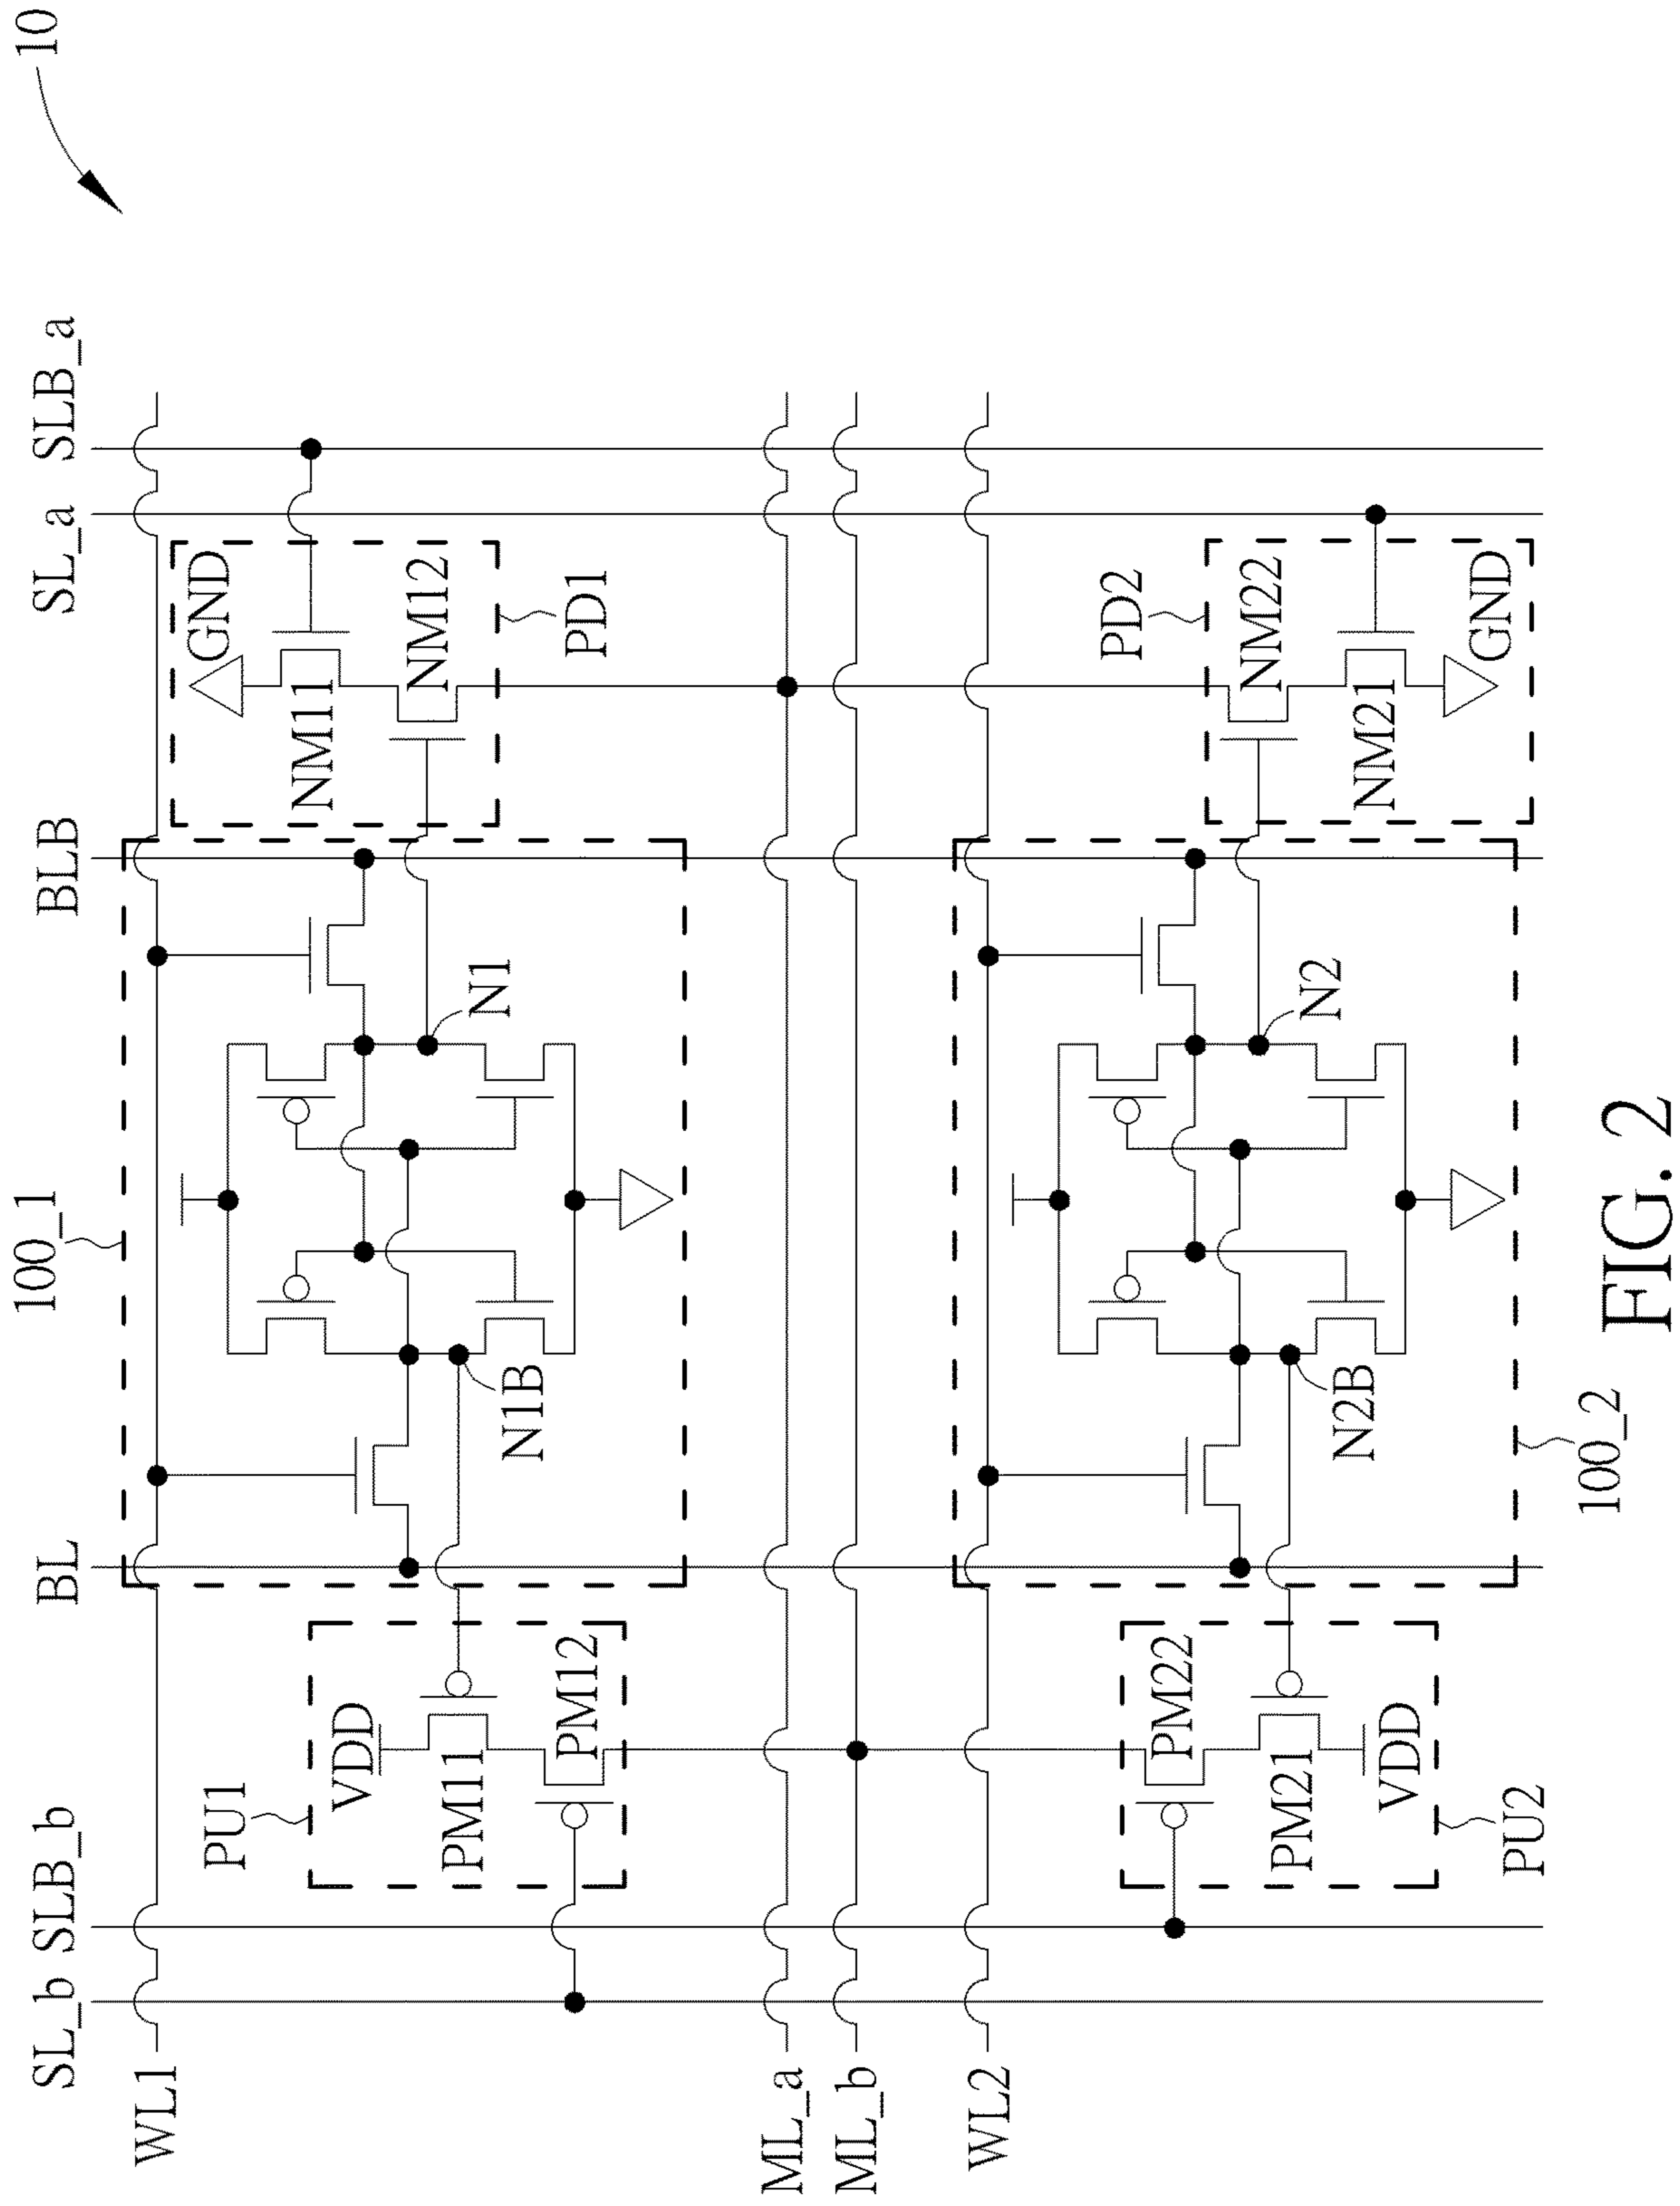 10
SL_b
SLB_b
BL
100_1
BLB
SL_a
SLB_a
WL1
PU1
VDD
PM11
PM12
N1B
N1
GND
NM11
NM12
PD1
ML_a
ML_b
WL2
PM22
PM21
VDD
PU2
N2B
N2
100_2
PD2
NM22
NM21
GND
FIG. 2